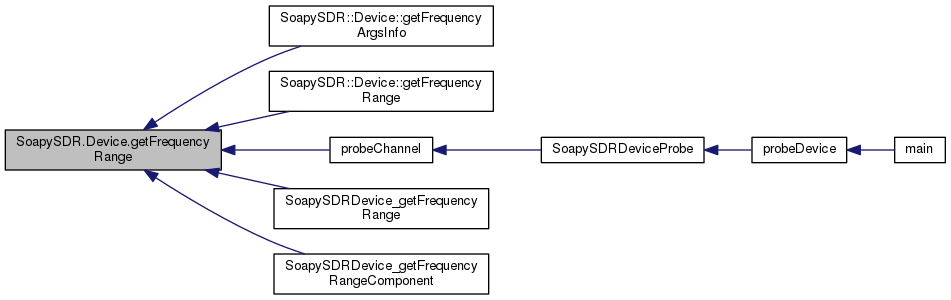 SoapySDR::Device::getFrequency
ArgsInfo
SoapySDR::Device::getFrequency
Range
SoapySDR.Device.getFrequency
Range
probeChannel
SoapySDRDeviceProbe
probeDevice
main
SoapySDRDevice_getFrequency
Range
SoapySDRDevice_getFrequency
RangeComponent